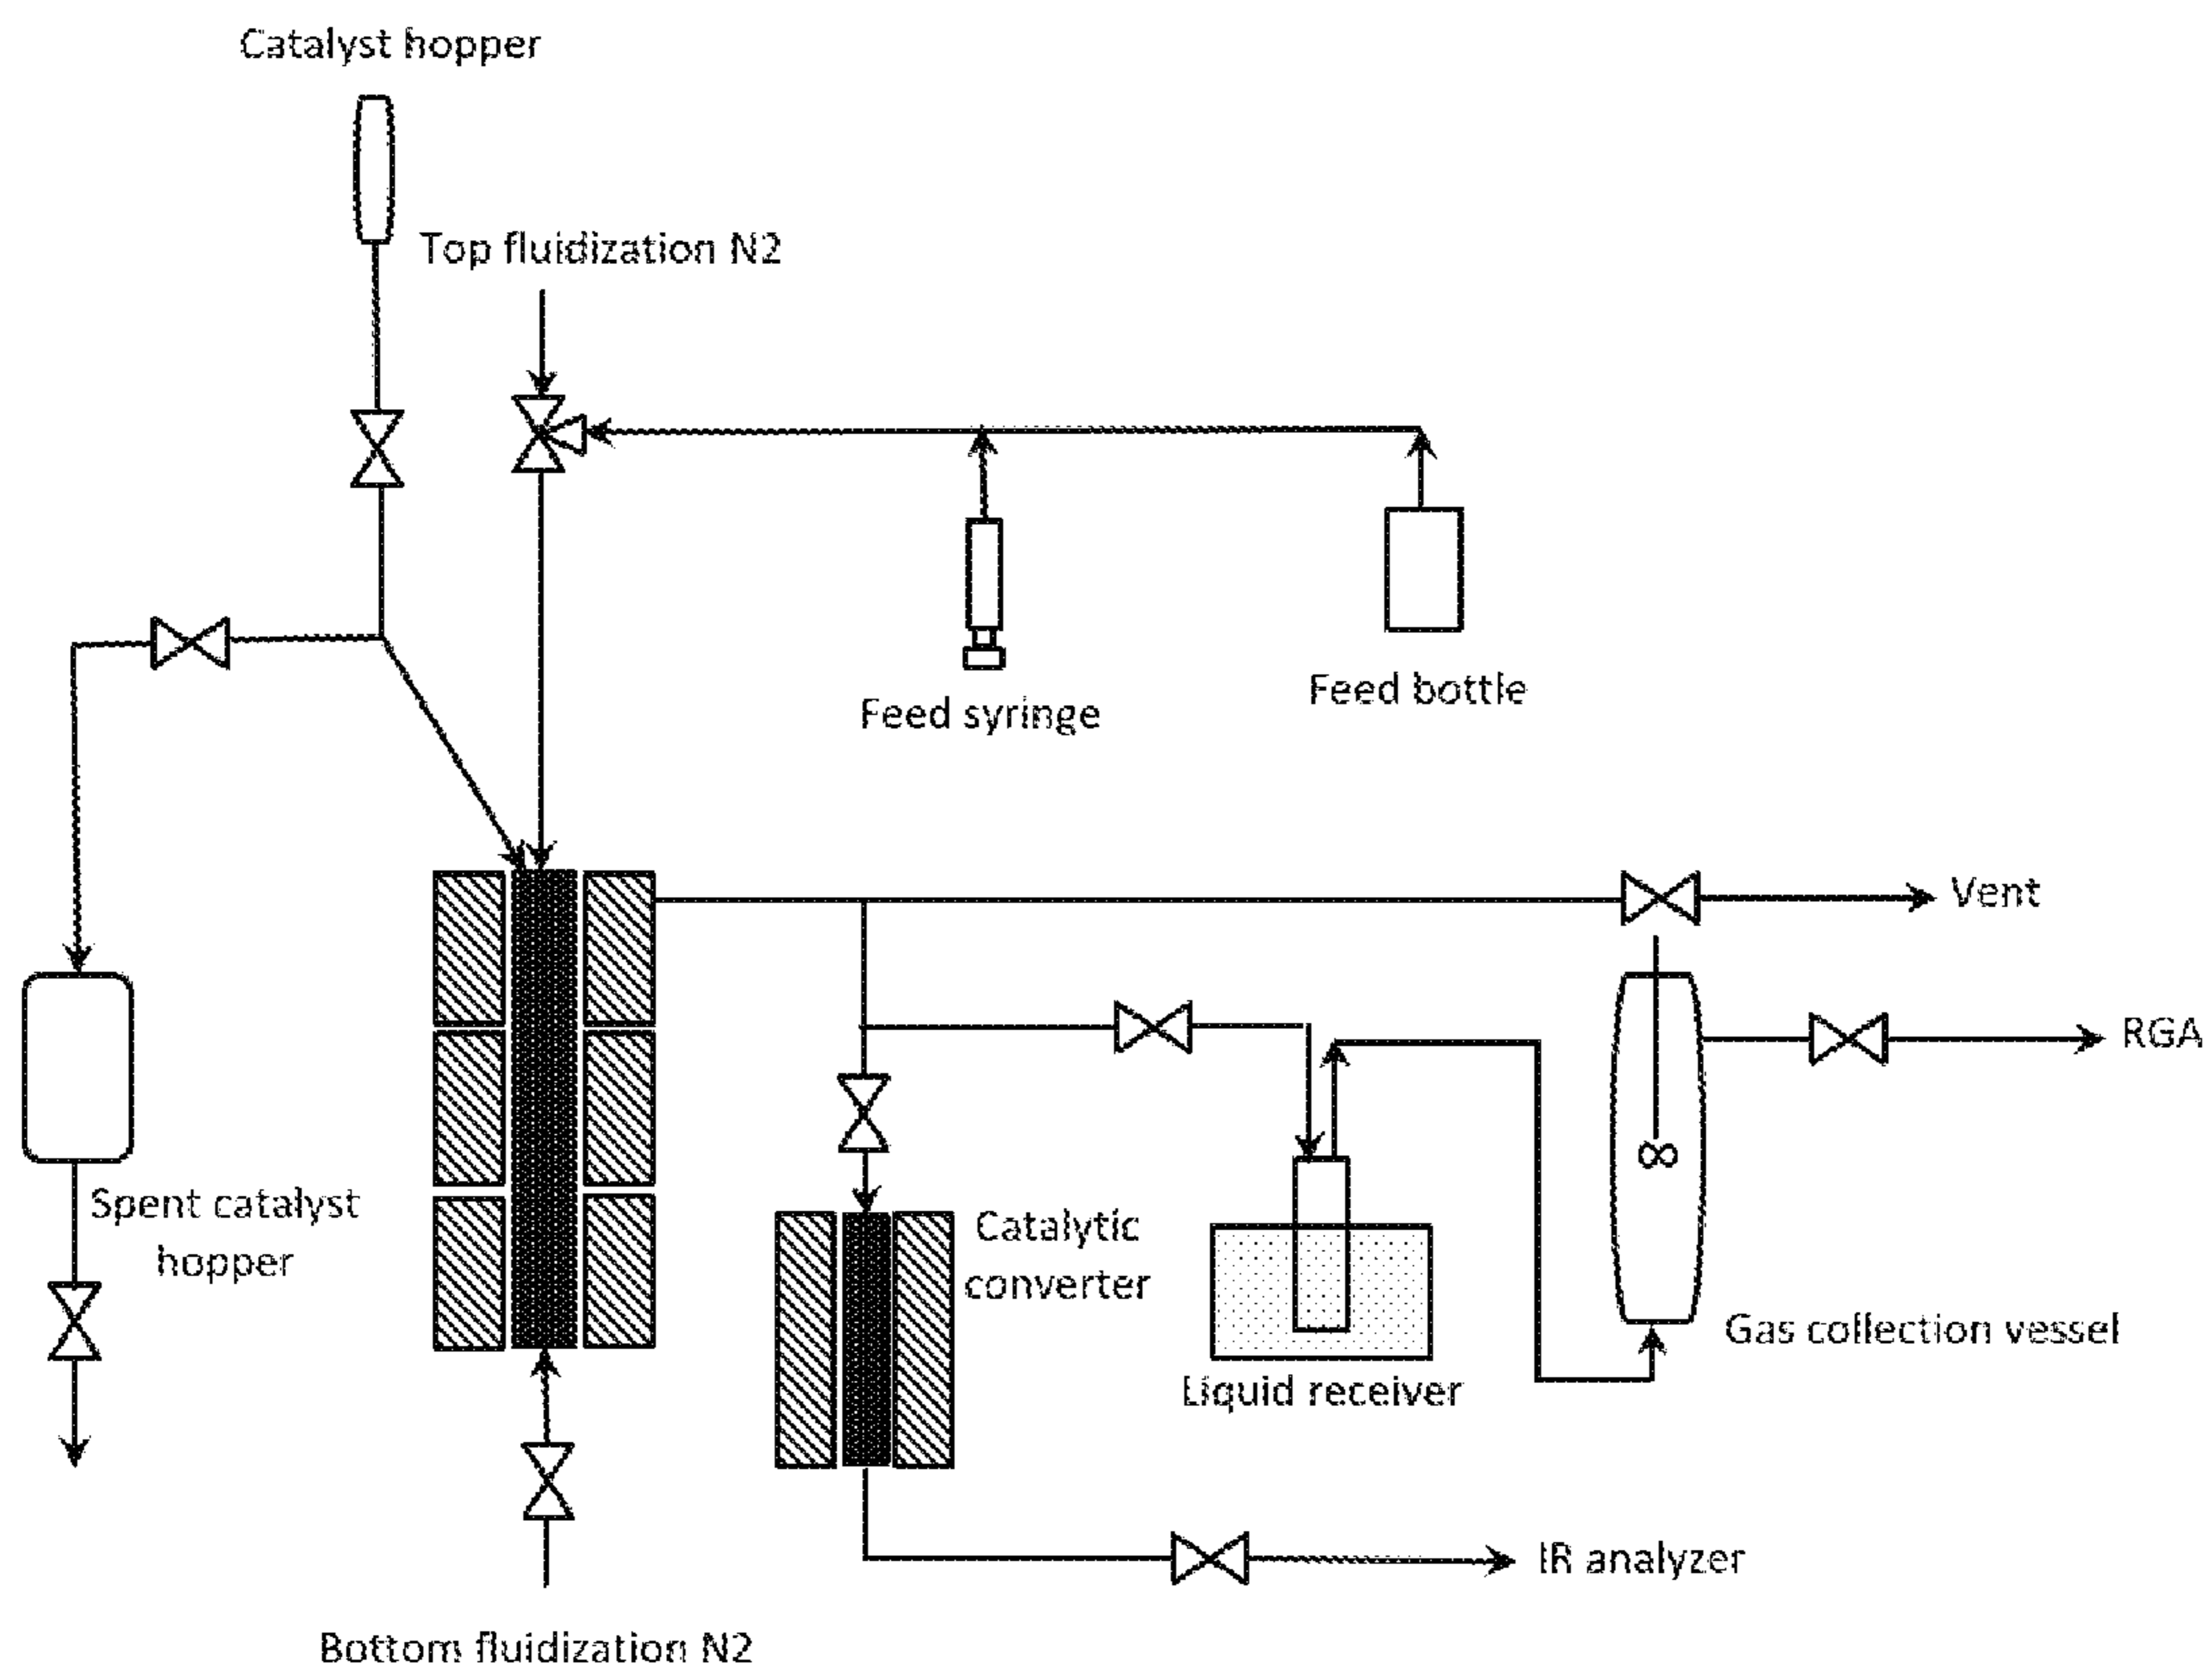 Catalyst hopper
Top fluidization N2
Feed syringe
Feed bottle
Vent
RGA
Spent catalyst
hopper
Catalytic
converter
Gas collection vessel
Liquid receiver
IR analyzer
Bottom fluidization N2